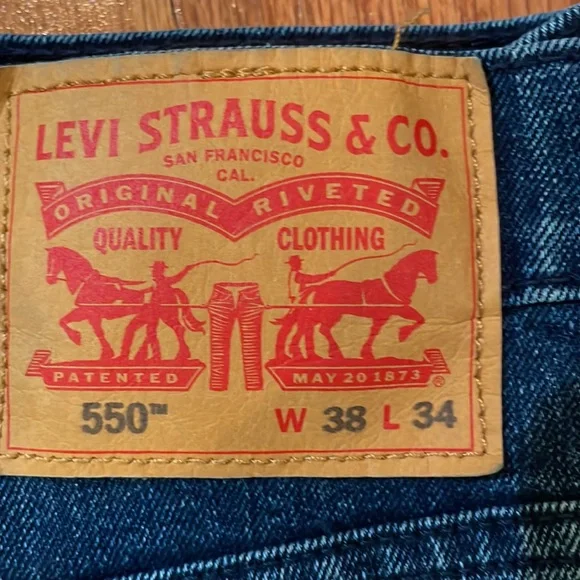 LEVI STRAUSS & CO.
SAN FRANCISCO
CAL.
ORIGINAL RIVETED
QUALITY CLOTHING
PATENTED MAY 20 1873 ®
550™ W 38 L 34